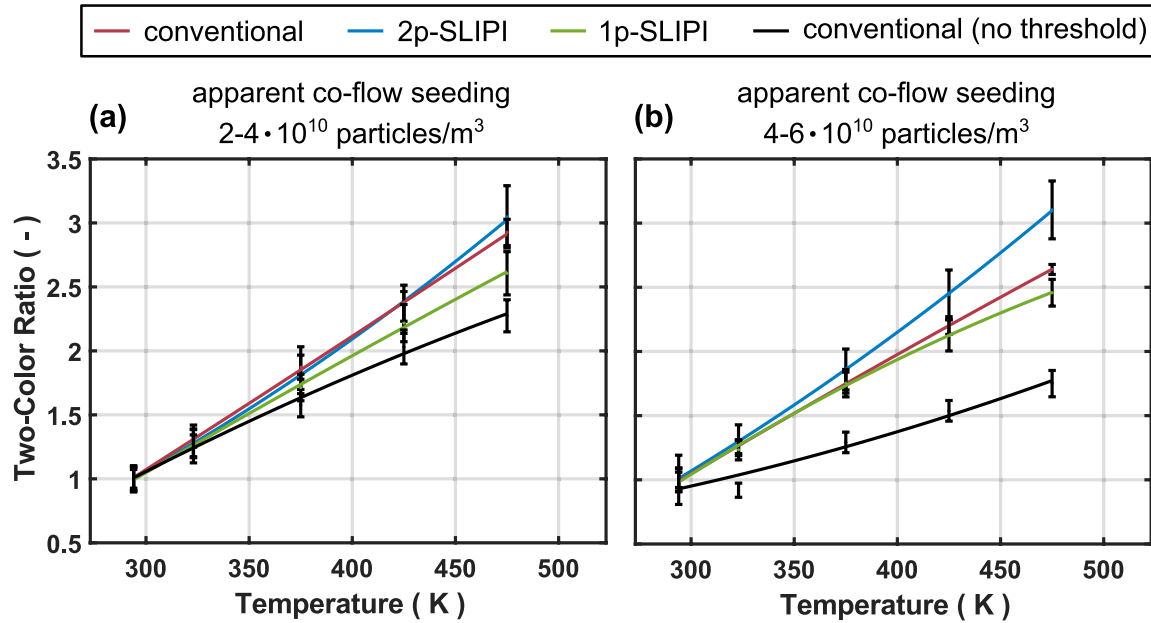 conventional 2p-SLIPI 1p-SLIPI conventional (no threshold)
(a) apparent co-flow seeding
2-4·10¹⁰ particles/m³
(b) apparent co-flow seeding
4-6·10¹⁰ particles/m³
Two-Color Ratio ( - )
3.5
3
2.5
2
1.5
1
0.5
300 350 400 450 500
Temperature ( K )
300 350 400 450 500
Temperature ( K )